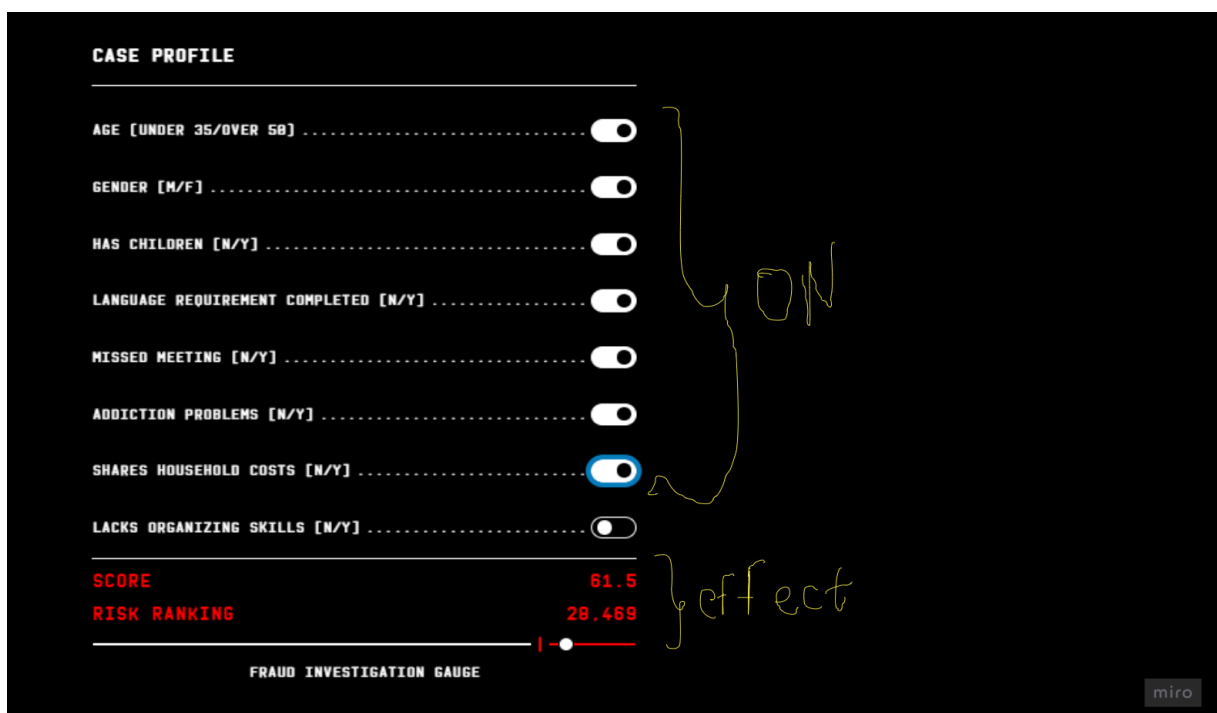 CASE PROFILE
AGE [UNDER 35/OVER 50]
GENDER [M/F]
HAS CHILDREN [N/Y]
LANGUAGE REQUIREMENT COMPLETED [N/Y]
MISSED MEETING [N/Y]
ADDICTION PROBLEMS [N/Y]
SHARES HOUSEHOLD COSTS [N/Y]
LACKS ORGANIZING SKILLS [N/Y]
ON
SCORE 61.5
RISK RANKING 28,469
effect
FRAUD INVESTIGATION GAUGE
miro